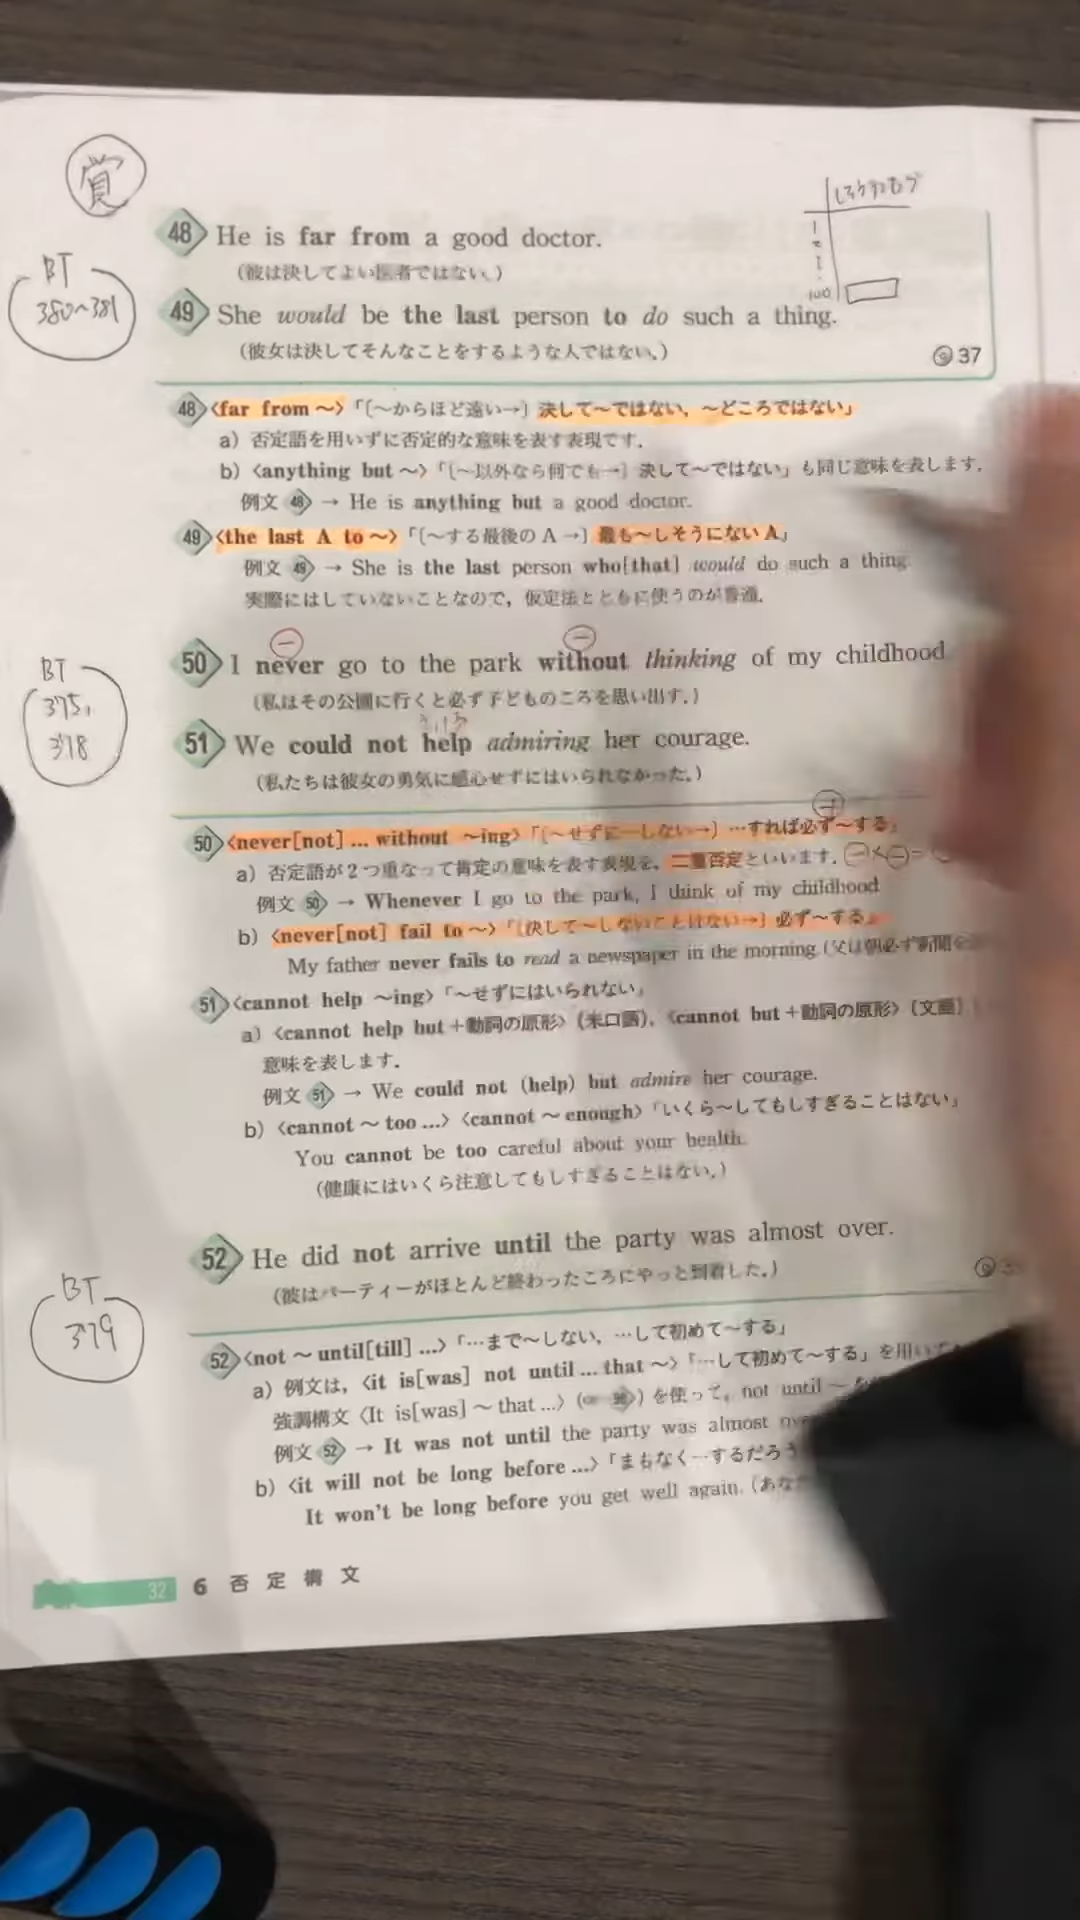 覚
48 He is far from a good doctor.
(彼は決してよい医者ではない.)
BT
380~381
1
2
100
49 She would be the last person to do such a thing.
(彼女は決してそんなことをするような人ではない.)
37
48 〈far from ~〉「[~からほど遠い→] 決して~ではない, ~どころではない」
a) 否定語を用いずに否定的な意味を表す表現です.
b) 〈anything but ~〉「[~以外なら何でも→] 決して~ではない」も同じ意味を表します.
例文 48 → He is anything but a good doctor.
49 〈the last A to ~〉「[~する最後の A →] 最も~しそうにない A」
例文 49 → She is the last person who[that] would do such a thing.
実際にはしていないことなので, 仮定法とともに使うのが普通.
50 I never go to the park without thinking of my childhood.
(私はその公園に行くと必ず子どものころを思い出す.)
BT
375,
378
51 We could not help admiring her courage.
(私たちは彼女の勇気に感心せずにはいられなかった.)
50 〈never[not] ... without ~ing〉「[~せずに…しない→] …すれば必ず~する」
a) 否定語が2つ重なって肯定の意味を表す表現を, 二重否定といいます.
例文 50 → Whenever I go to the park, I think of my childhood
b) 〈never[not] fail to ~〉「[決して~しないことはない→] 必ず~する」
My father never fails to read a newspaper in the morning. (父は朝必ず新聞を
51 〈cannot help ~ing〉「~せずにはいられない」
a) 〈cannot help but+動詞の原形〉(米口語), 〈cannot but+動詞の原形〉(文語)
意味を表します.
例文 51 → We could not (help) but admire her courage.
b) 〈cannot ~ too ...〉 〈cannot ~ enough〉「いくら~してもしすぎることはない」
You cannot be too careful about your health.
(健康にはいくら注意してもしすぎることはない.)
52 He did not arrive until the party was almost over.
(彼はパーティーがほとんど終わったころにやっと到着した.)
BT
379
52 〈not ~ until[till] ...〉「…まで~しない, …して初めて~する」
a) 例文は, 〈it is[was] not until ... that ~〉「…して初めて~する」を用いて
強調構文 〈It is[was] ~ that ...〉 を使って, not until ~
例文 52 → It was not until the party was almost
b) 〈it will not be long before ...〉「まもなく…するだろう
It won't be long before you get well again. (あなた
32 6 否定構文